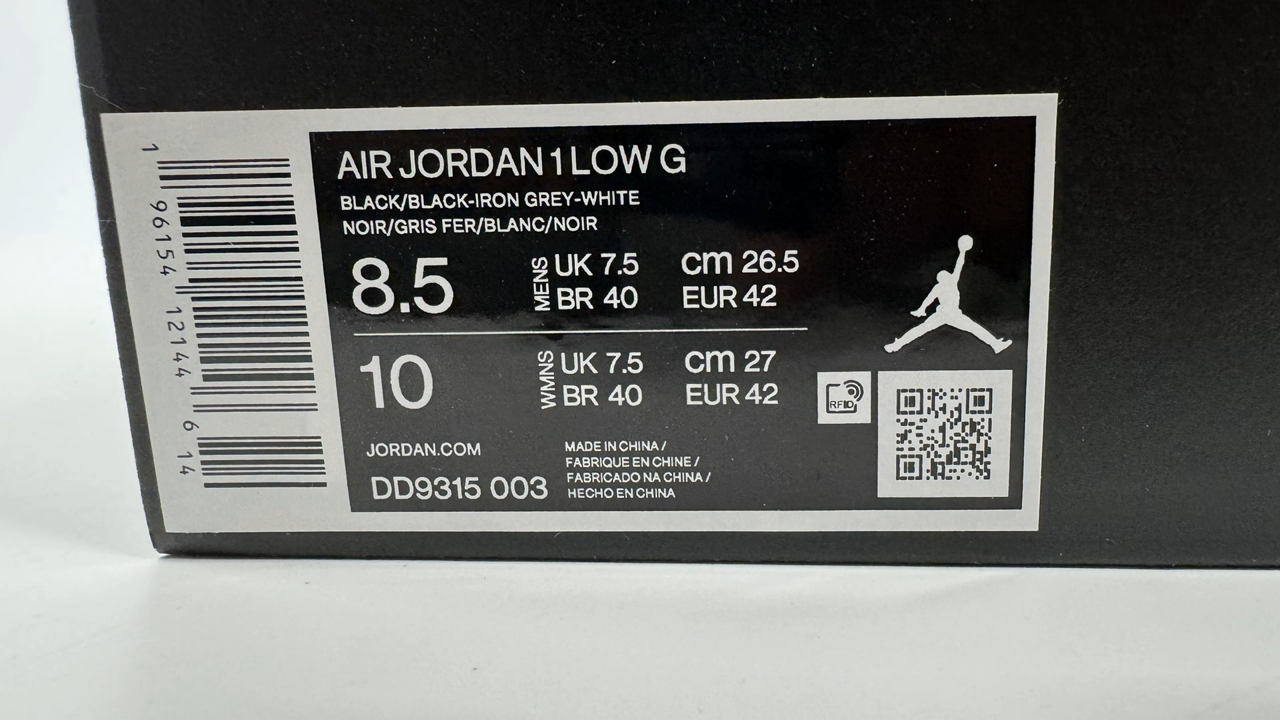 AIR JORDAN 1 LOW G
BLACK/BLACK-IRON GREY-WHITE
NOIR/GRIS FER/BLANC/NOIR
8.5
MENS
UK 7.5 cm 26.5
BR 40 EUR 42
10
WMNS
UK 7.5 cm 27
BR 40 EUR 42
RFID
JORDAN.COM
DD9315 003
MADE IN CHINA /
FABRIQUE EN CHINE /
FABRICADO NA CHINA /
HECHO EN CHINA
1 96154 12144 6 14